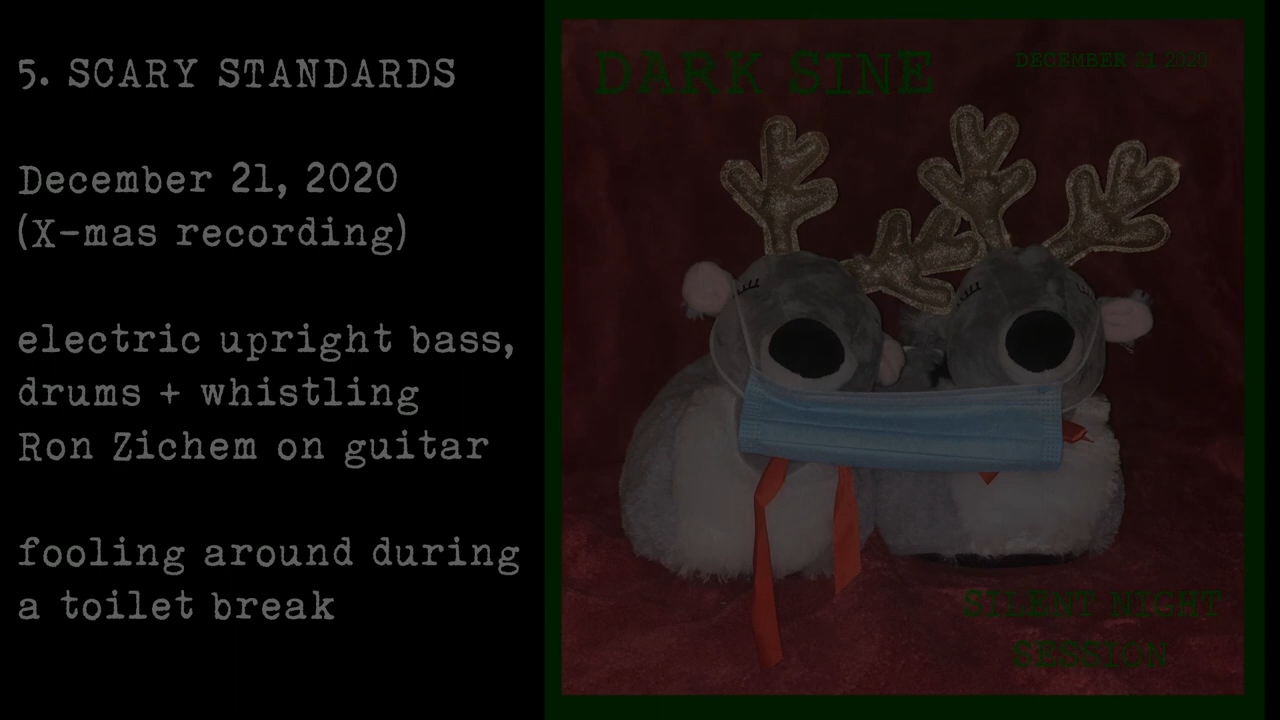 5. SCARY STANDARDS
December 21, 2020
(X-mas recording)
electric upright bass,
drums + whistling
Ron Zichem on guitar
fooling around during
a toilet break
DARK SINE
DECEMBER 21 2020
SILENT NIGHT
SESSION